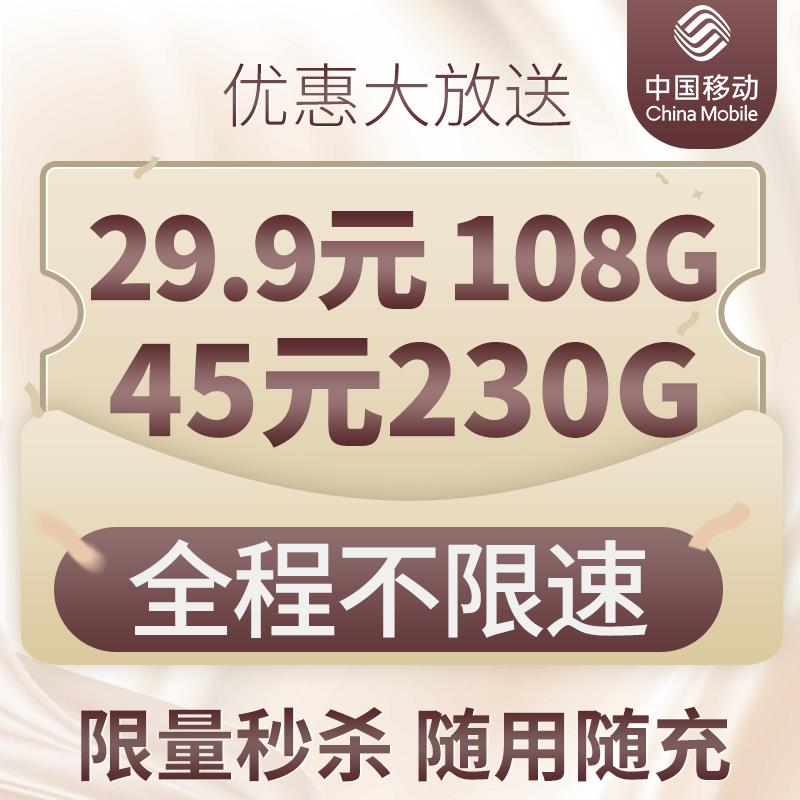 中国移动
China Mobile
优惠大放送
29.9元 108G
45元230G
全程不限速
限量秒杀 随用随充